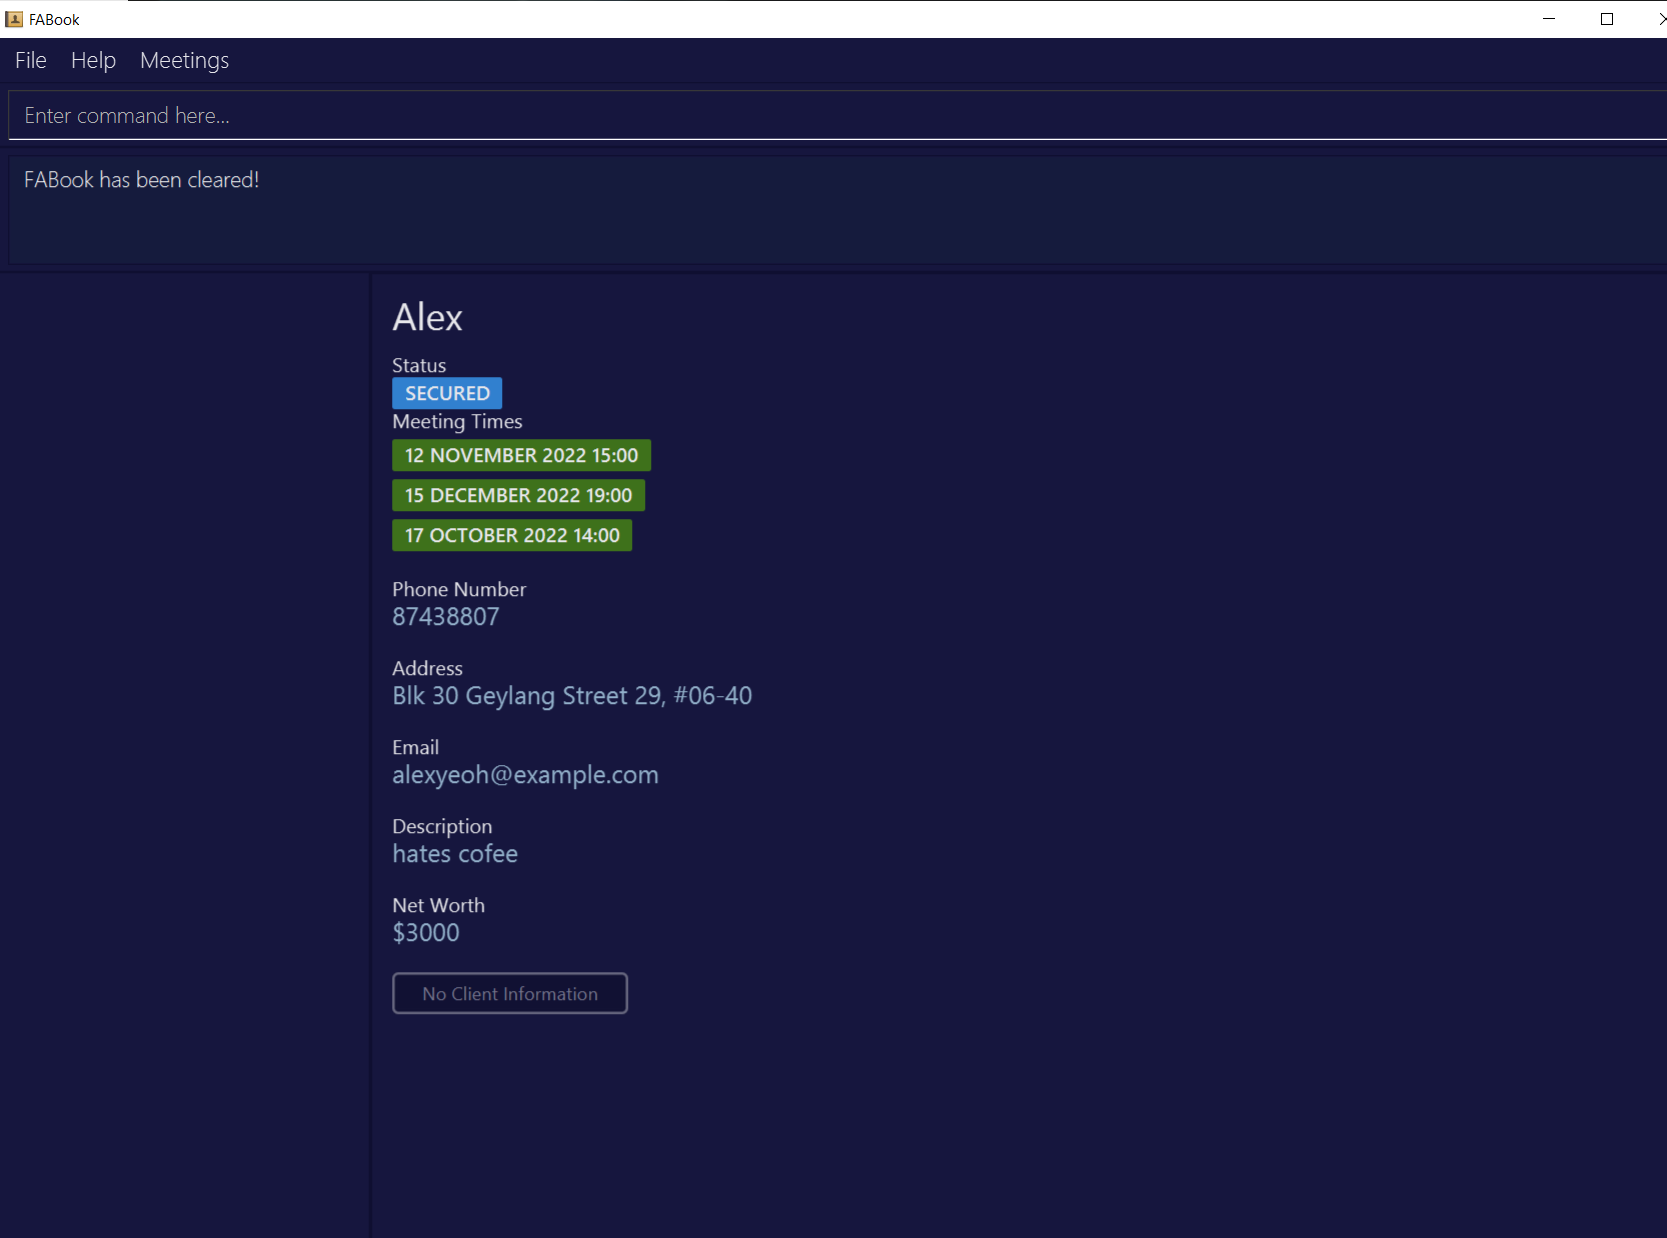 FABook
File Help Meetings
Enter command here...
FABook has been cleared!
Alex
Status
SECURED
Meeting Times
12 NOVEMBER 2022 15:00
15 DECEMBER 2022 19:00
17 OCTOBER 2022 14:00
Phone Number
87438807
Address
Blk 30 Geylang Street 29, #06-40
Email
alexyeoh@example.com
Description
hates cofee
Net Worth
$3000
No Client Information